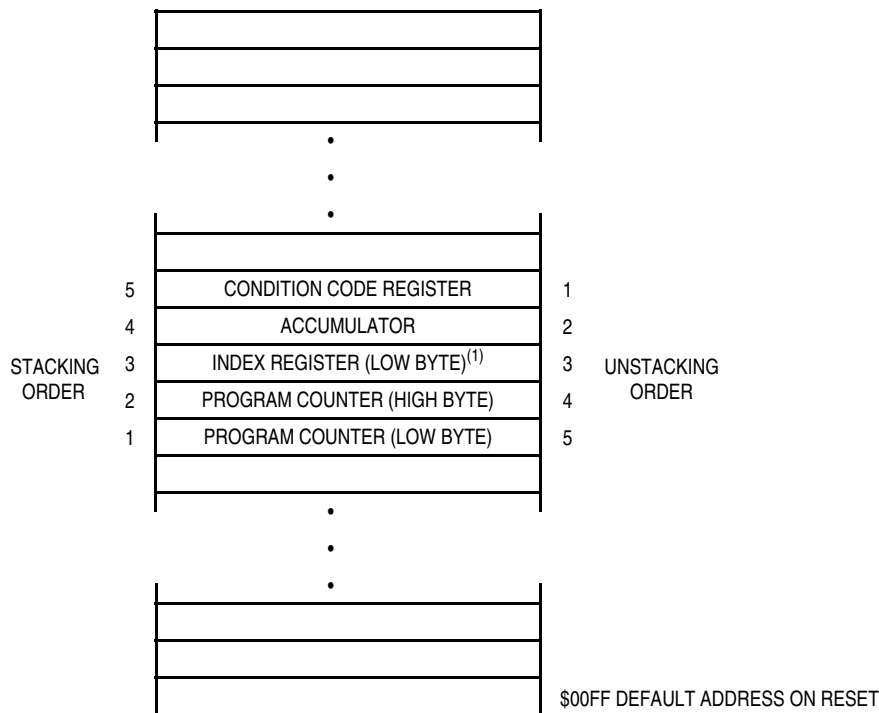 5 CONDITION CODE REGISTER 1
4 ACCUMULATOR 2
STACKING ORDER 3 INDEX REGISTER (LOW BYTE)(1) 3 UNSTACKING ORDER
2 PROGRAM COUNTER (HIGH BYTE) 4
1 PROGRAM COUNTER (LOW BYTE) 5
$00FF DEFAULT ADDRESS ON RESET